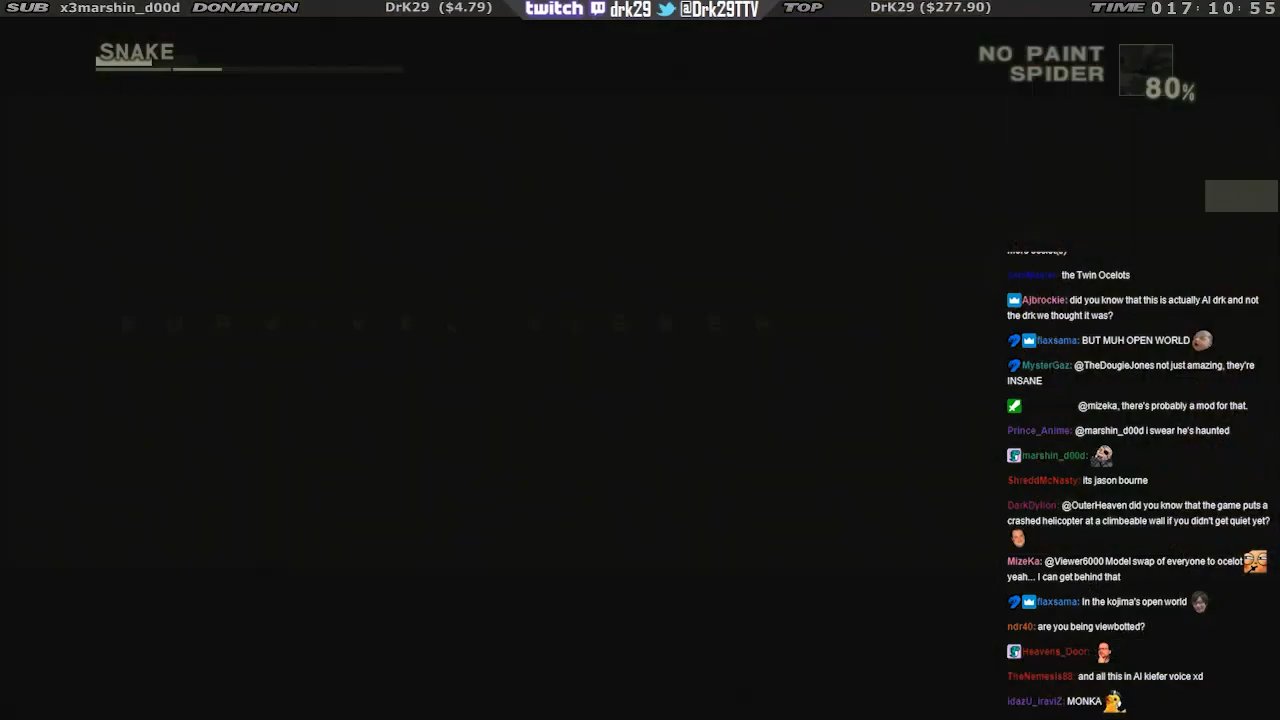 SUB x3marshin_d00d DONATION DrK29 ($4.79) twitch drk29 @Drk29TTV TOP DrK29 ($277.90) TIME 017:10:55
SNAKE
NO PAINT
SPIDER
80%
the Twin Ocelots
Ajbrockie: did you know that this is actually AI drk and not
the drk we thought it was?
flaxsama: BUT MUH OPEN WORLD
MysterGaz: @TheDougieJones not just amazing, they're
INSANE
@mizeka, there's probably a mod for that.
Prince_Anime: @marshin_d00d i swear he's haunted
marshin_d00d:
ShreddMcNasty: Its jason bourne
DarkDylion: @OuterHeaven did you know that the game puts a
crashed helicopter at a climbeable wall if you didn't get quiet yet?
MizeKa: @Viewer6000 Model swap of everyone to ocelot
yeah... I can get behind that
flaxsama: In the kojima's open world
ndr40: are you being viewbotted?
Heavens_Door:
TheNemesis88: and all this in AI kiefer voice xd
idazU_iraviZ: MONKA